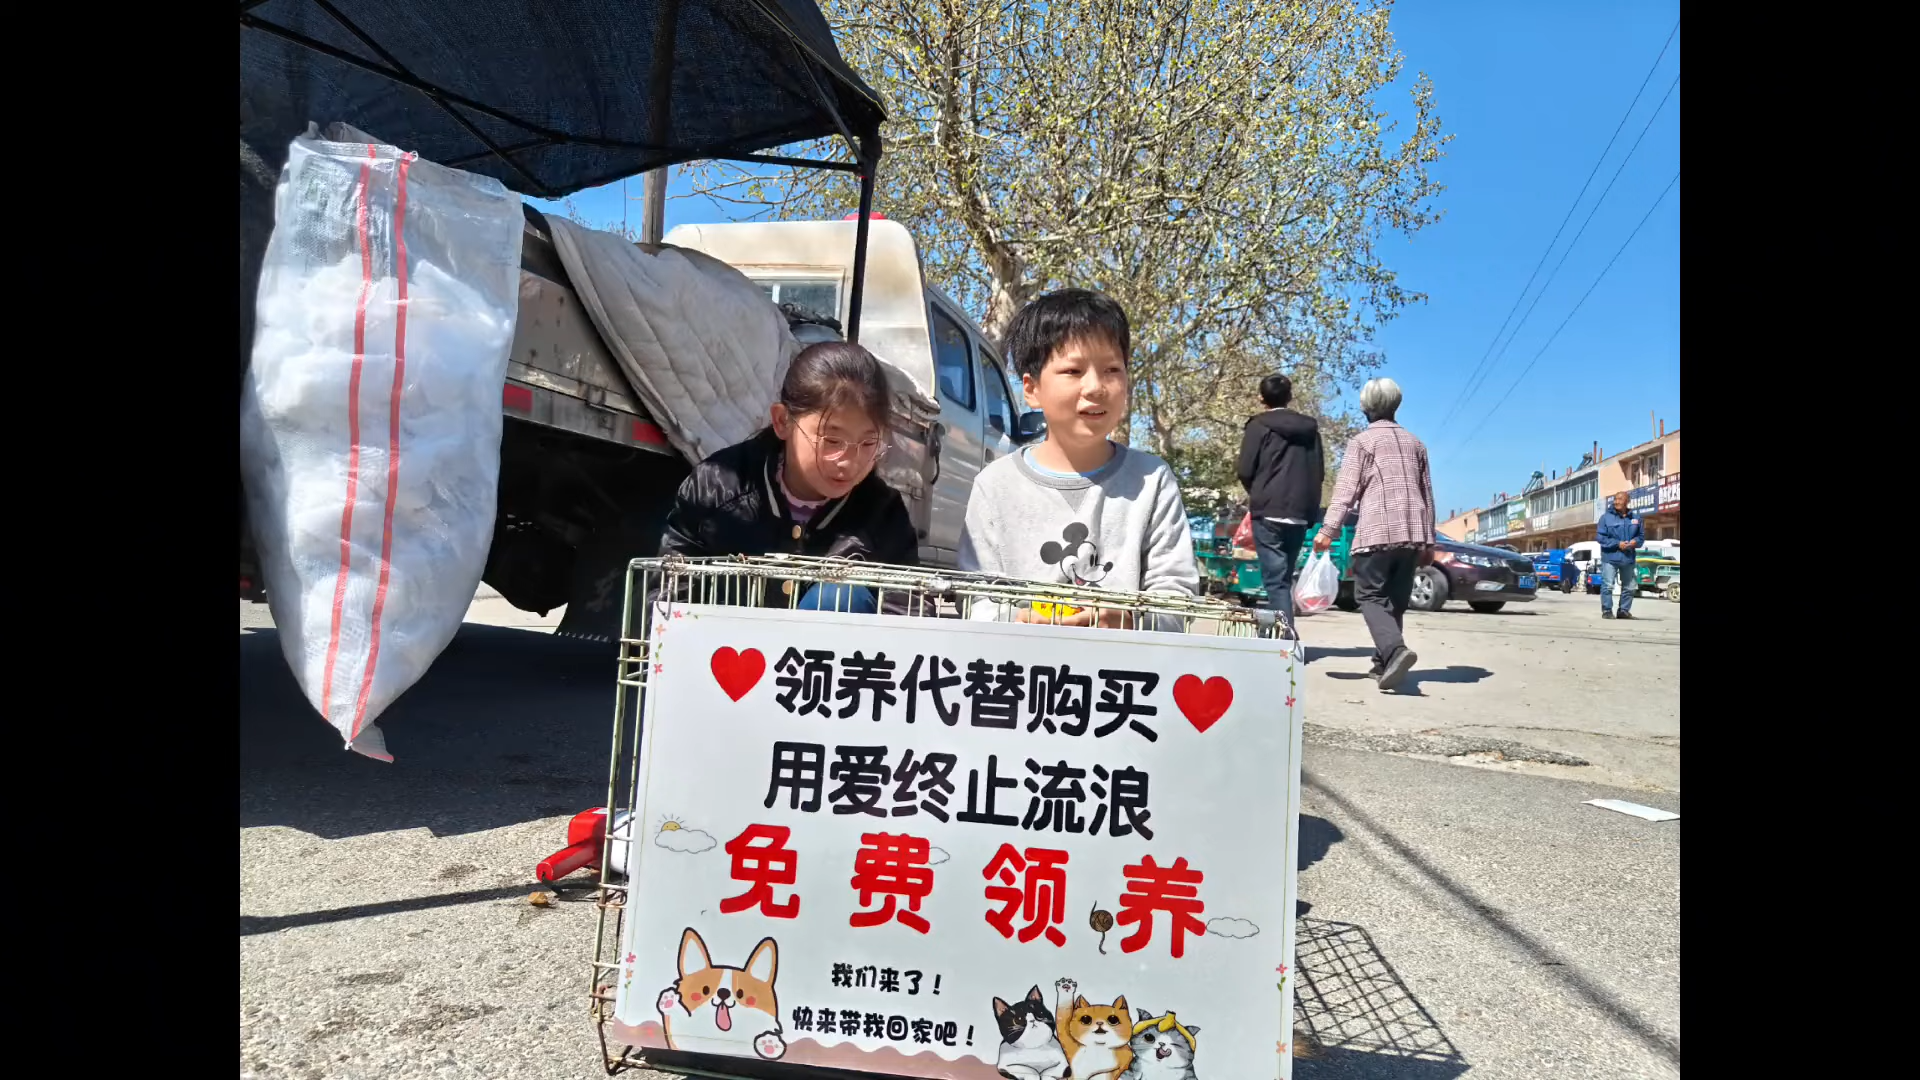 领养代替购买
用爱终止流浪
免费领养
我们来了！
快来带我回家吧！